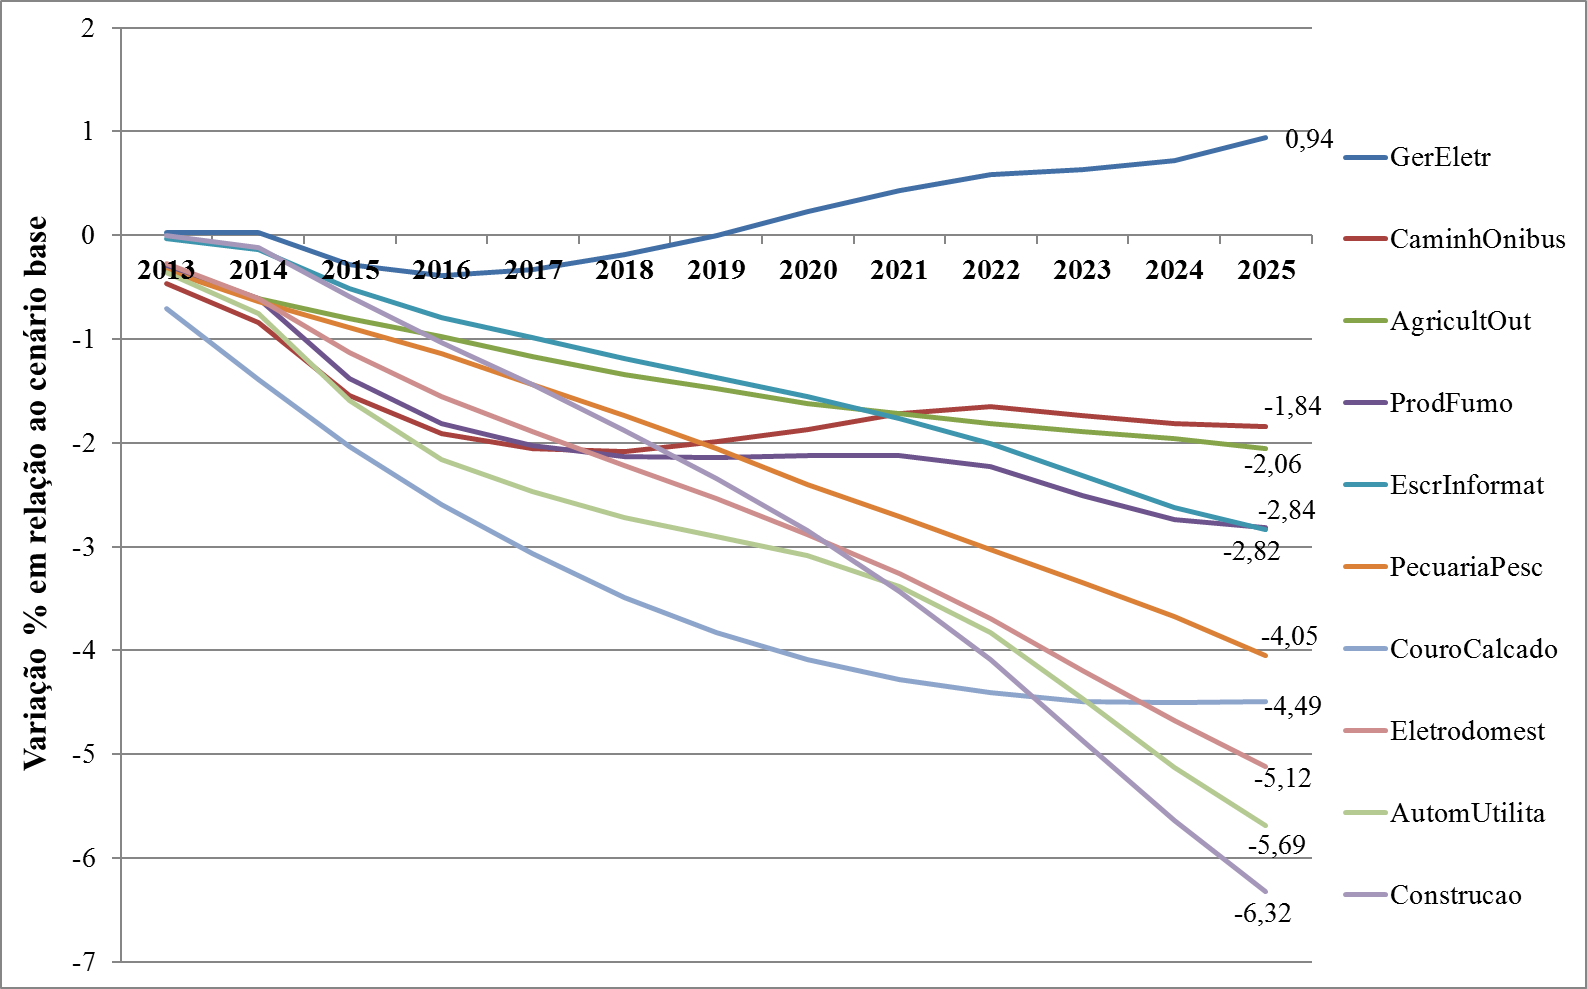 Variação % em relação ao cenário base
2
1
0
-1
-2
-3
-4
-5
-6
-7
2013 2014 2015 2016 2017 2018 2019 2020 2021 2022 2023 2024 2025
0,94
-1,84
-2,06
-2,84
-2,82
-4,05
-4,49
-5,12
-5,69
-6,32
GerEletr
CaminhOnibus
AgricultOut
ProdFumo
EscrInformat
PecuariaPesc
CouroCalcado
Eletrodomest
AutomUtilita
Construcao